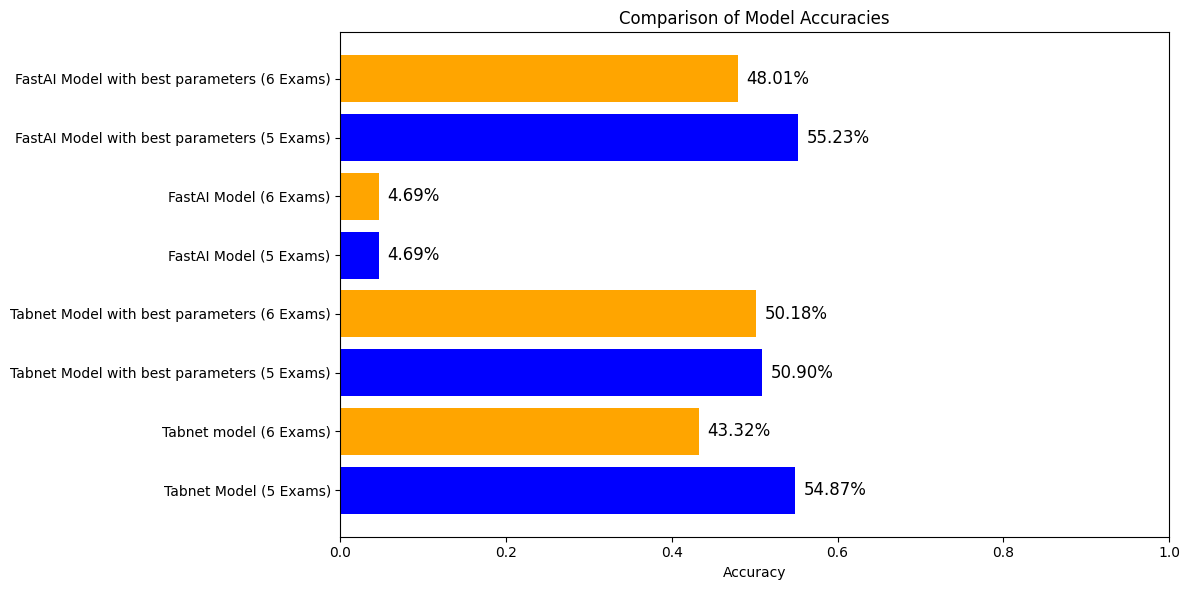 Comparison of Model Accuracies
FastAI Model with best parameters (6 Exams)
48.01%
FastAI Model with best parameters (5 Exams)
55.23%
FastAI Model (6 Exams)
4.69%
FastAI Model (5 Exams)
4.69%
Tabnet Model with best parameters (6 Exams)
50.18%
Tabnet Model with best parameters (5 Exams)
50.90%
Tabnet model (6 Exams)
43.32%
Tabnet Model (5 Exams)
54.87%
0.0 0.2 0.4 0.6 0.8 1.0
Accuracy